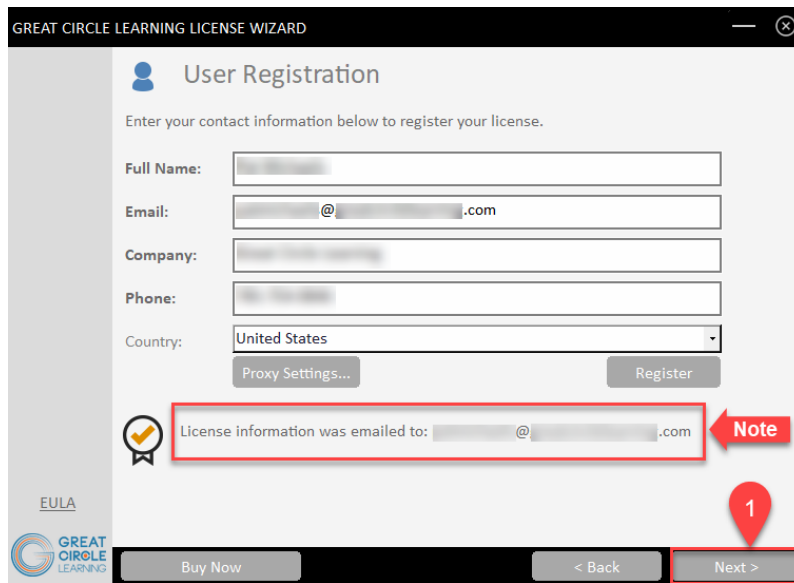 GREAT CIRCLE LEARNING LICENSE WIZARD
User Registration
Enter your contact information below to register your license.
Full Name:
Email: @ .com
Company:
Phone:
Country: United States
Proxy Settings... Register
License information was emailed to: @ .com
Note
EULA
1
GREAT
CIRCLE
LEARNING
Buy Now < Back Next >